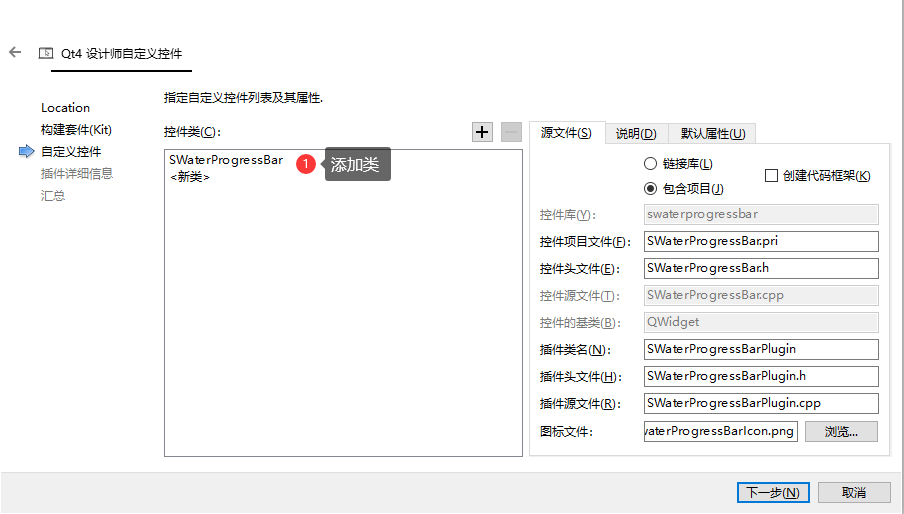 Qt4 设计师自定义控件
Location
构建套件(Kit)
自定义控件
插件详细信息
汇总
指定自定义控件列表及其属性.
控件类(C):
SWaterProgressBar
<新类>
1 添加类
源文件(S) 说明(D) 默认属性(U)
链接库(L)
包含项目(J)
创建代码框架(K)
控件库(Y): swaterprogressbar
控件项目文件(F): SWaterProgressBar.pri
控件头文件(E): SWaterProgressBar.h
控件源文件(T): SWaterProgressBar.cpp
控件的基类(B): QWidget
插件类名(N): SWaterProgressBarPlugin
插件头文件(H): SWaterProgressBarPlugin.h
插件源文件(R): SWaterProgressBarPlugin.cpp
图标文件: waterProgressBarIcon.png 浏览...
下一步(N) 取消